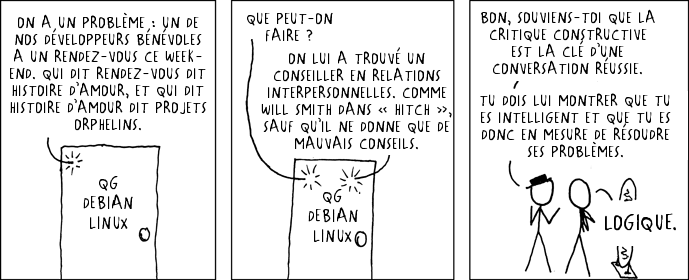 ON A UN PROBLÈME : UN DE
NOS DÉVELOPPEURS BÉNÉVOLES
A UN RENDEZ-VOUS CE WEEK-
END. QUI DIT RENDEZ-VOUS DIT
HISTOIRE D'AMOUR, ET QUI DIT
HISTOIRE D'AMOUR DIT PROJETS
ORPHELINS.
QG
DEBIAN
LINUX
QUE PEUT-ON
FAIRE ?
ON LUI A TROUVÉ UN
CONSEILLER EN RELATIONS
INTERPERSONNELLES. COMME
WILL SMITH DANS « HITCH »,
SAUF QU'IL NE DONNE QUE DE
MAUVAIS CONSEILS.
QG
DEBIAN
LINUX
BON, SOUVIENS-TOI QUE LA
CRITIQUE CONSTRUCTIVE
EST LA CLÉ D'UNE
CONVERSATION RÉUSSIE.
TU DOIS LUI MONTRER QUE TU
ES INTELLIGENT ET QUE TU ES
DONC EN MESURE DE RÉSOUDRE
SES PROBLÈMES.
LOGIQUE.